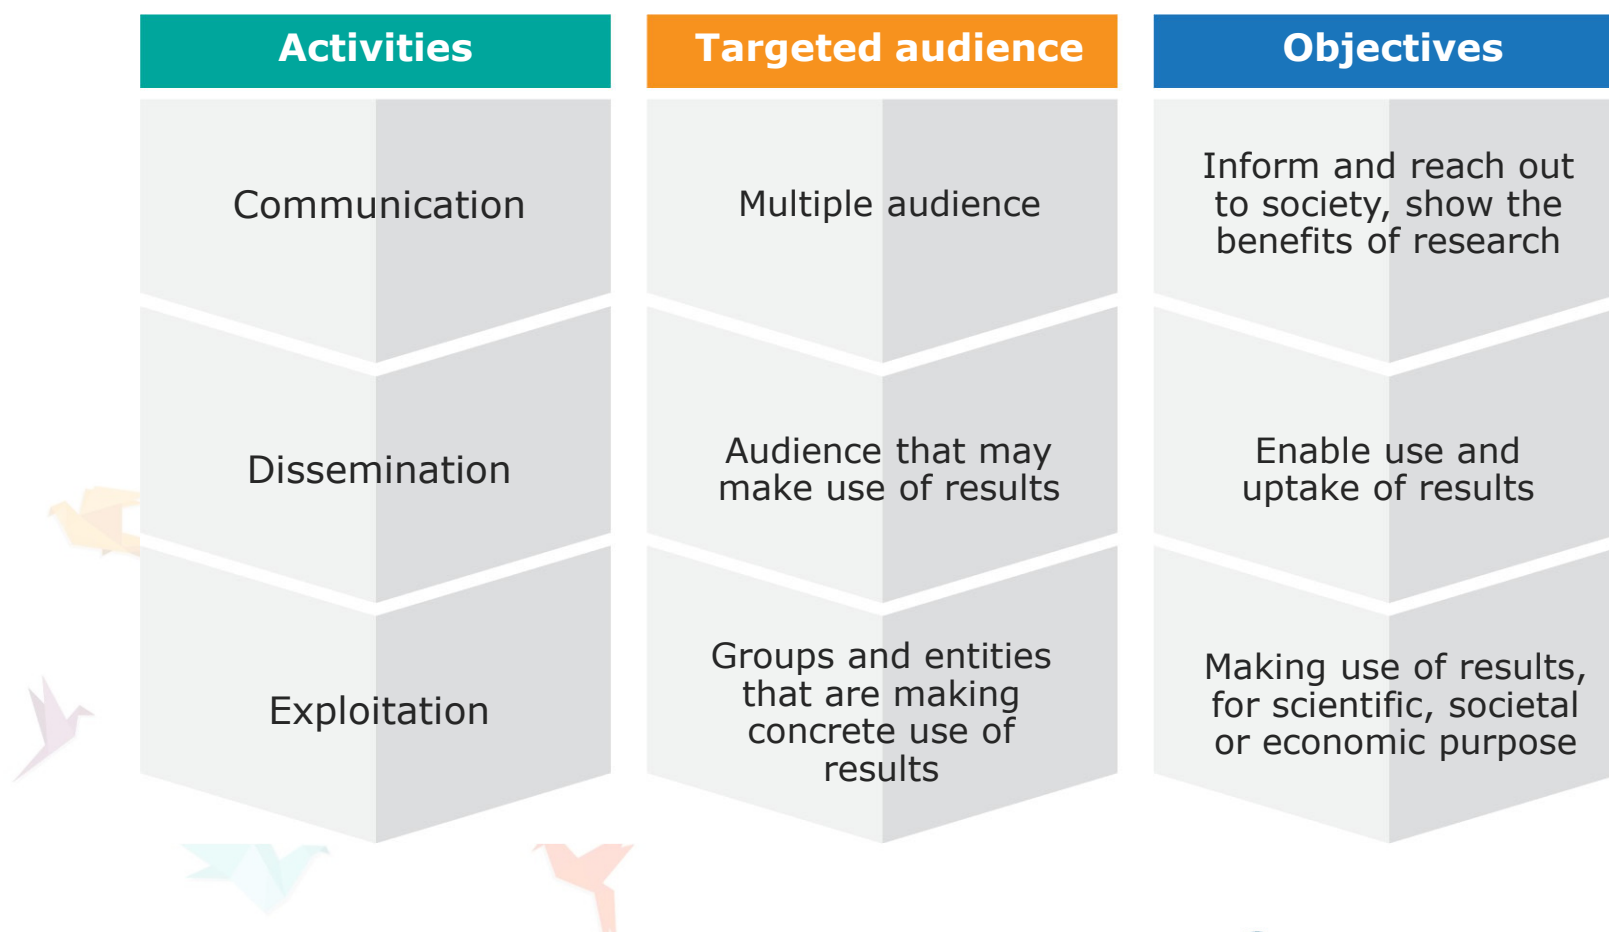 Activities
Targeted audience
Objectives
Communication
Multiple audience
Inform and reach out
to society, show the
benefits of research
Dissemination
Audience that may
make use of results
Enable use and
uptake of results
Exploitation
Groups and entities
that are making
concrete use of
results
Making use of results,
for scientific, societal
or economic purpose